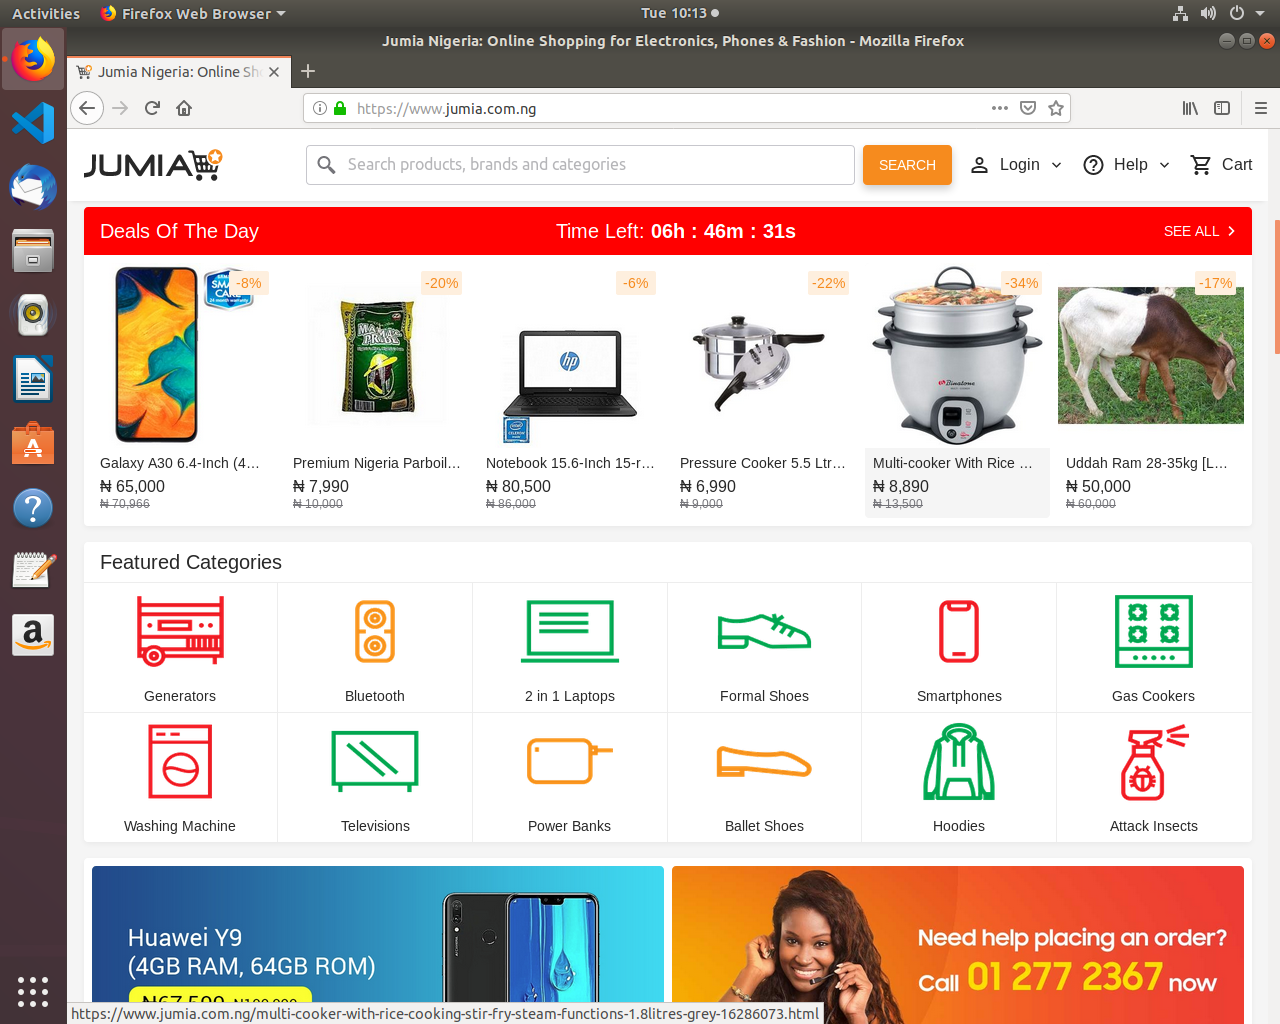 Activities
Firefox Web Browser
Tue 10:13
Jumia Nigeria: Online Shopping for Electronics, Phones & Fashion - Mozilla Firefox
Jumia Nigeria: Online Sho
https://www.jumia.com.ng
JUMIA
Search products, brands and categories
SEARCH
Login
Help
Cart
Deals Of The Day
Time Left: 06h : 46m : 31s
SEE ALL
-8%
-20%
-6%
-22%
-34%
-17%
Galaxy A30 6.4-Inch (4…
Premium Nigeria Parboil…
Notebook 15.6-Inch 15-r…
Pressure Cooker 5.5 Ltr…
Multi-cooker With Rice …
Uddah Ram 28-35kg [L…
₦ 65,000
₦ 7,990
₦ 80,500
₦ 6,990
₦ 8,890
₦ 50,000
₦ 70,966
₦ 10,000
₦ 86,000
₦ 9,000
₦ 13,500
₦ 60,000
Featured Categories
Generators
Bluetooth
2 in 1 Laptops
Formal Shoes
Smartphones
Gas Cookers
Washing Machine
Televisions
Power Banks
Ballet Shoes
Hoodies
Attack Insects
Huawei Y9
(4GB RAM, 64GB ROM)
Need help placing an order?
Call 01 277 2367 now
https://www.jumia.com.ng/multi-cooker-with-rice-cooking-stir-fry-steam-functions-1.8litres-grey-16286073.html